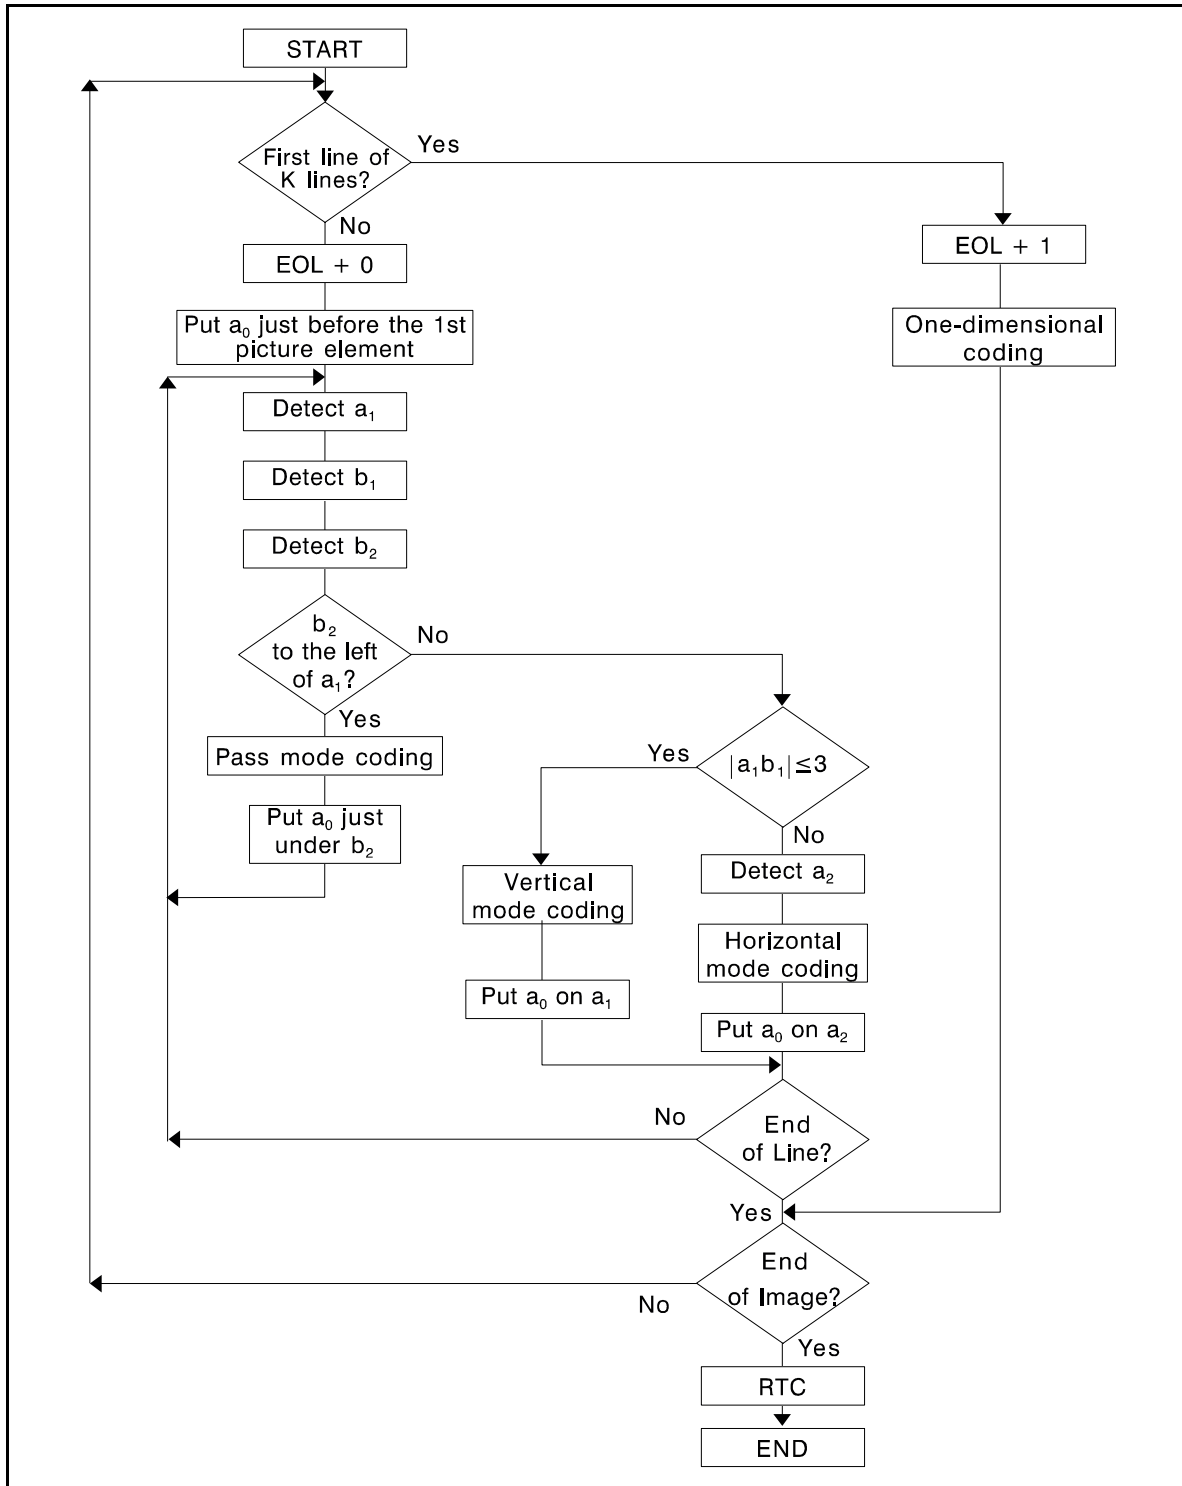 START
First line of
K lines?
Yes
No
EOL + 0
EOL + 1
Put a₀ just before the 1st
picture element
One-dimensional
coding
Detect a₁
Detect b₁
Detect b₂
b₂
to the left
of a₁?
No
Yes
Pass mode coding
Put a₀ just
under b₂
|a₁b₁|≤3
Yes
No
Vertical
mode coding
Put a₀ on a₁
Detect a₂
Horizontal
mode coding
Put a₀ on a₂
End
of Line?
No
Yes
End
of Image?
No
Yes
RTC
END